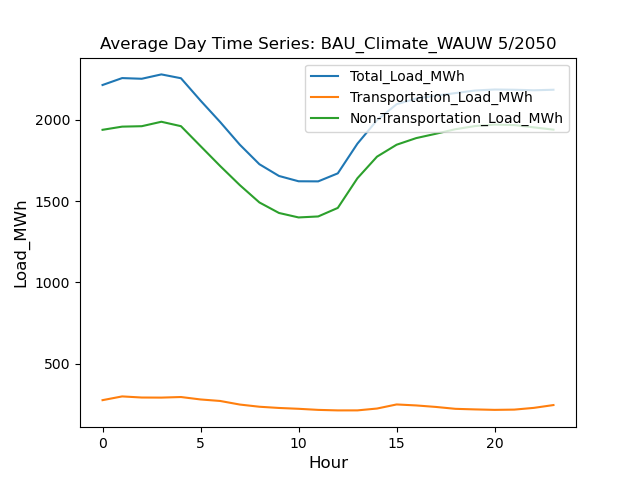 Average Day Time Series: BAU_Climate_WAUW 5/2050
Total_Load_MWh
Transportation_Load_MWh
Non-Transportation_Load_MWh
Load_MWh
2000
1500
1000
500
0 5 10 15 20
Hour